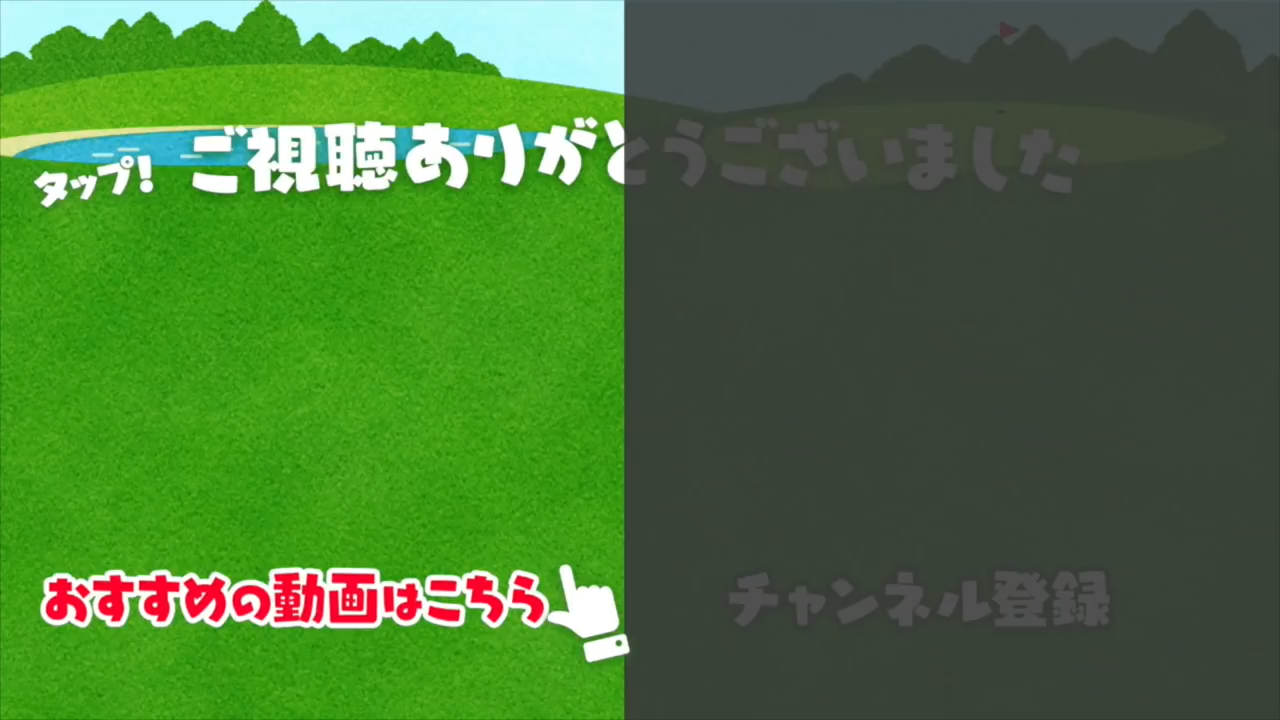 ご視聴ありがとうございました
タップ!
おすすめの動画はこちら
チャンネル登録